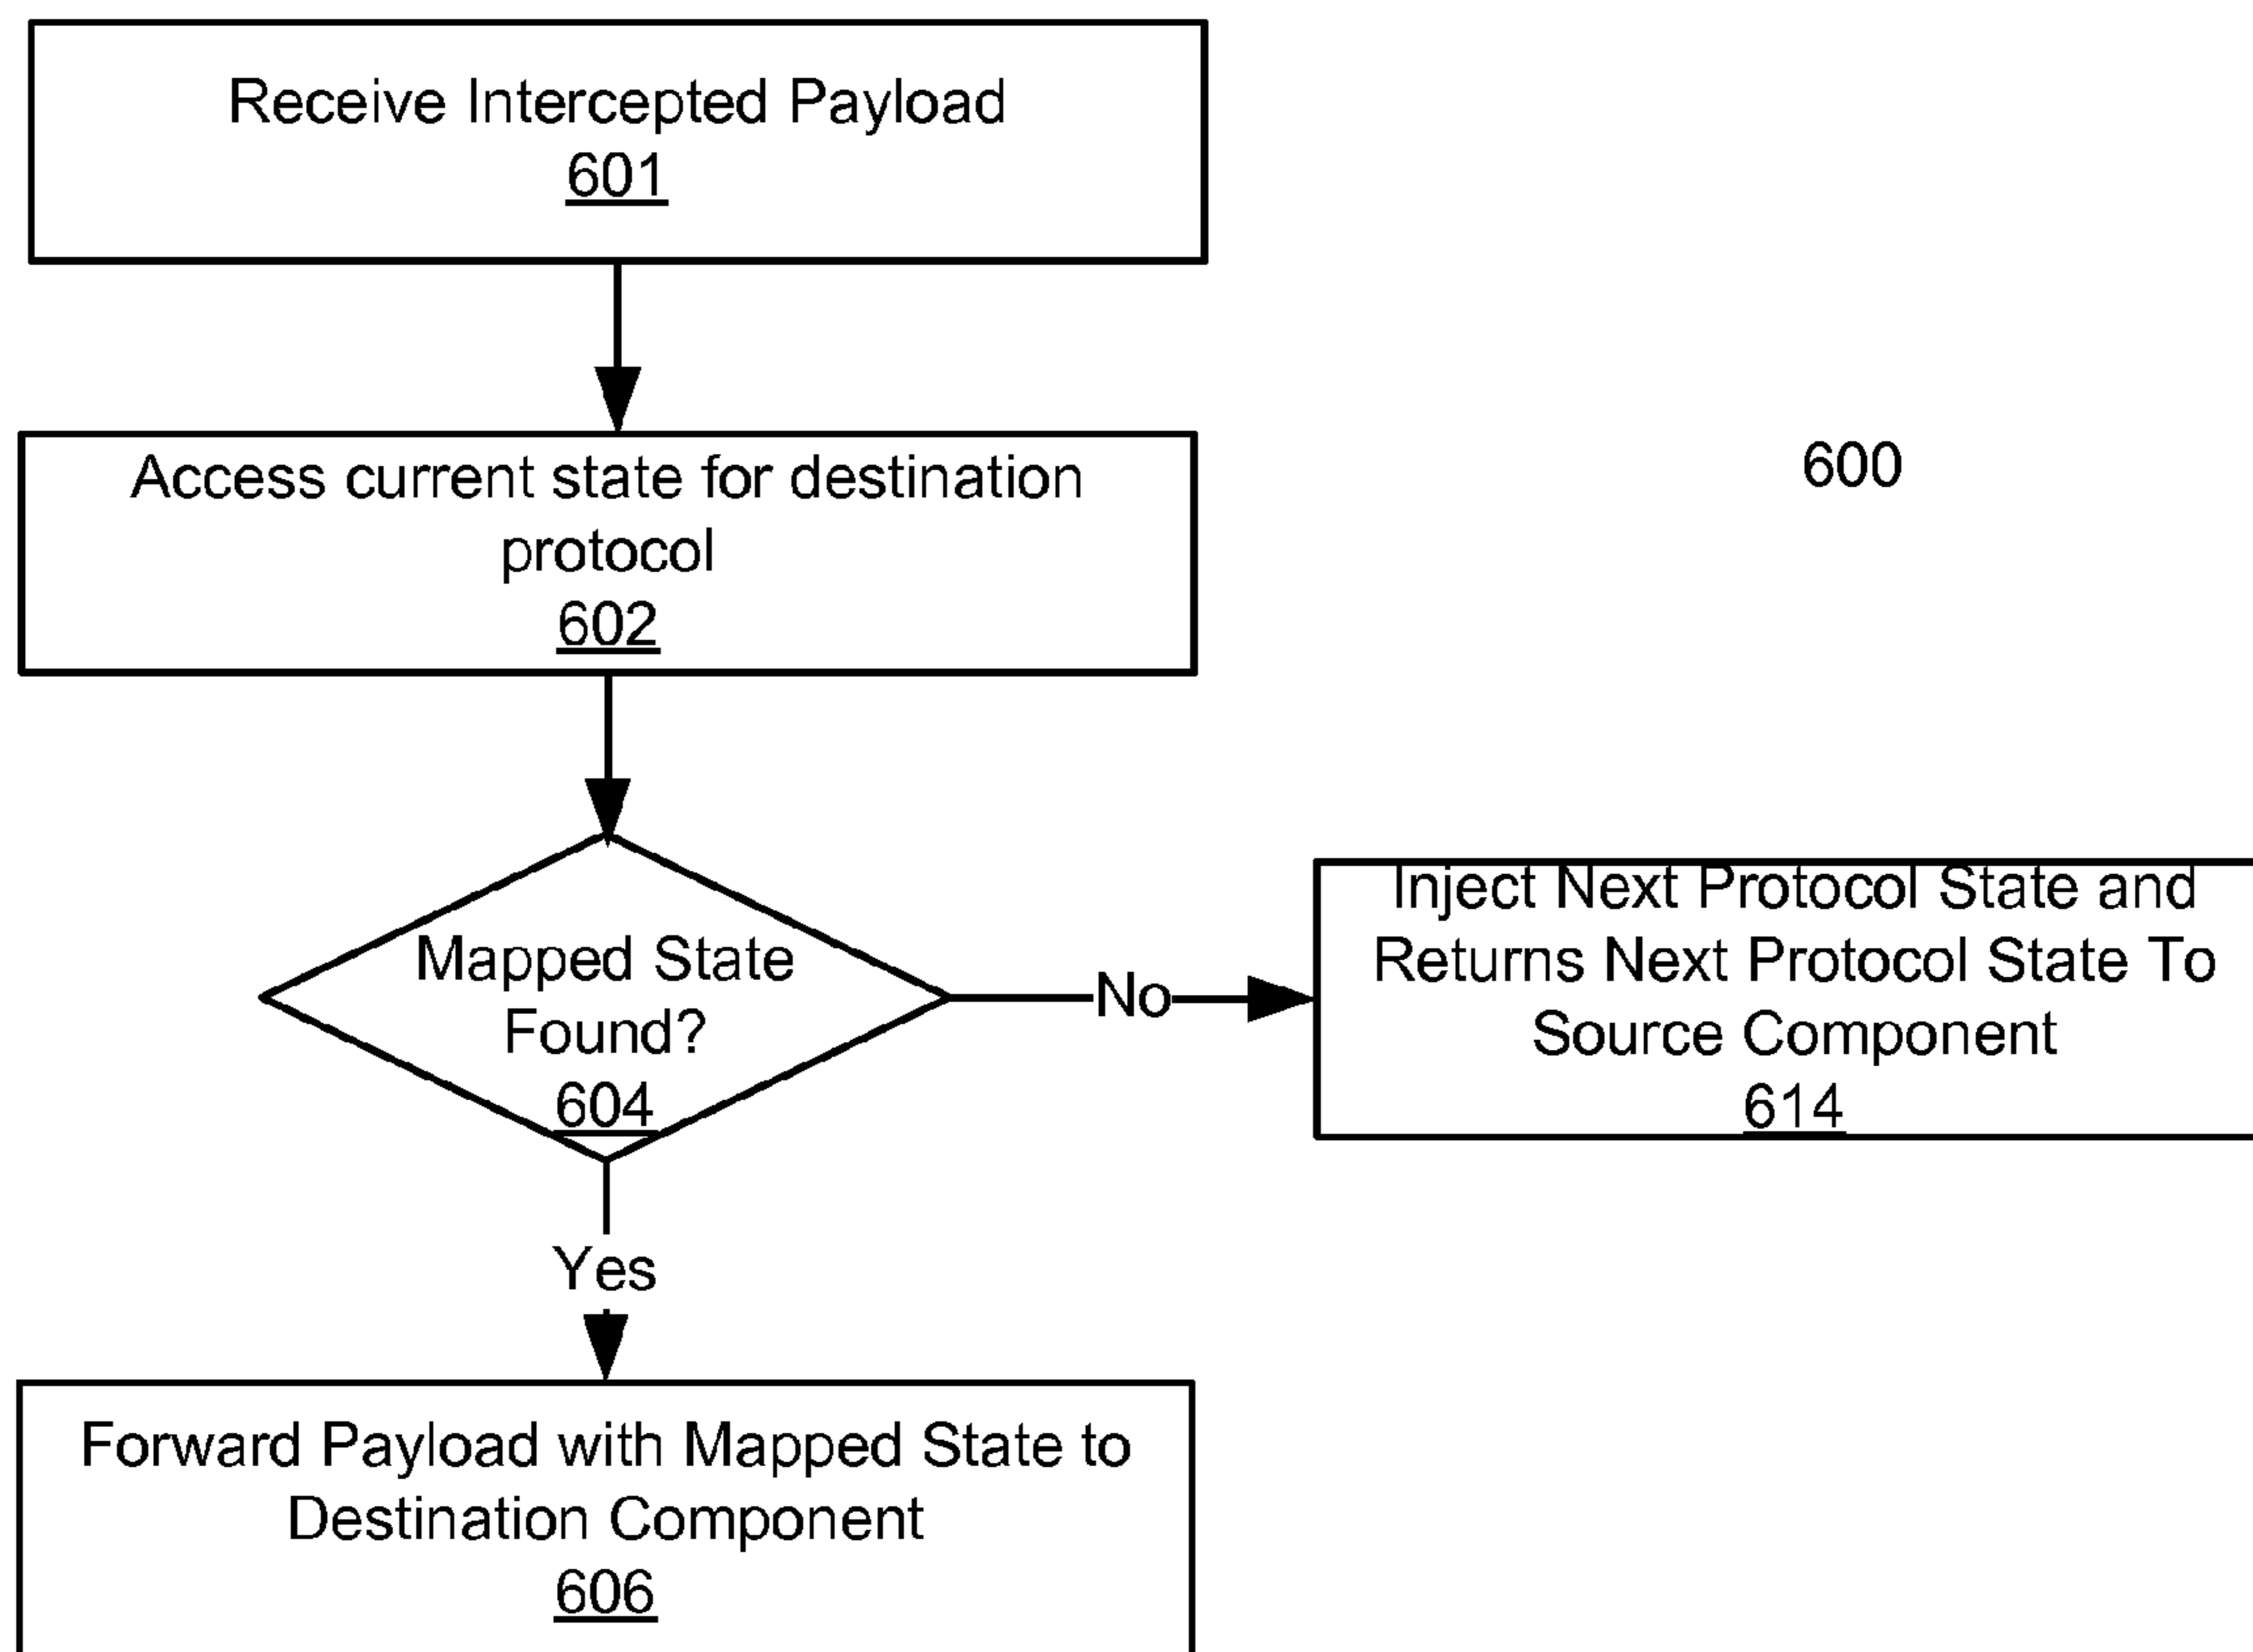 Receive Intercepted Payload
601
Access current state for destination
protocol
602
600
Mapped State
Found?
604
No
Inject Next Protocol State and
Returns Next Protocol State To
Source Component
614
Yes
Forward Payload with Mapped State to
Destination Component
606